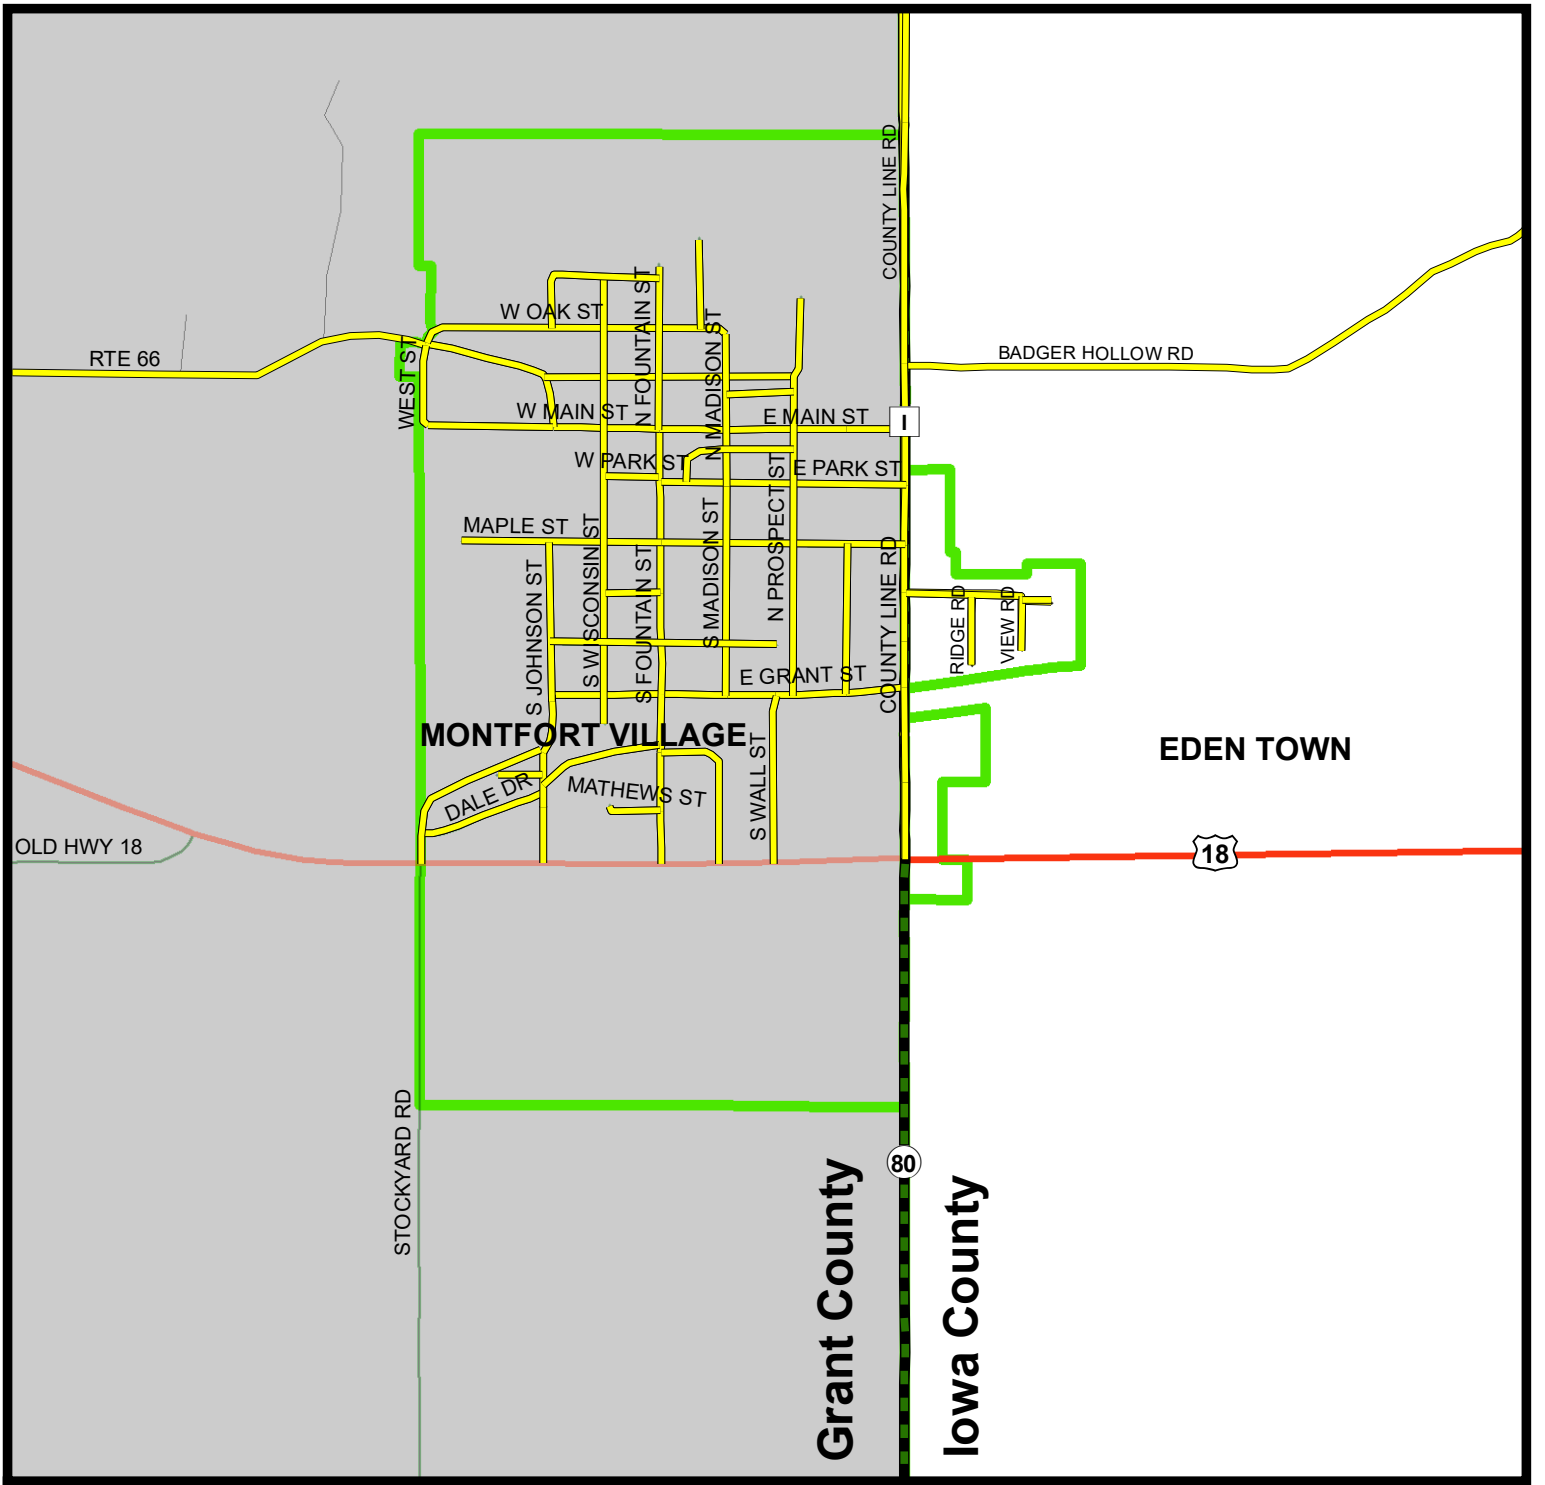 COUNTY LINE RD
W OAK ST
N FOUNTAIN ST
N MADISON ST
RTE 66
WEST ST
BADGER HOLLOW RD
W MAIN ST
E MAIN ST
I
W PARK ST
E PARK ST
N PROSPECT ST
MAPLE ST
S JOHNSON ST
S WISCONSIN ST
S FOUNTAIN ST
S MADISON ST
COUNTY LINE RD
RIDGE RD
VIEW RD
E GRANT ST
MONTFORT VILLAGE
EDEN TOWN
DALE DR
MATHEWS ST
S WALL ST
OLD HWY 18
18
STOCKYARD RD
80
Grant County
Iowa County